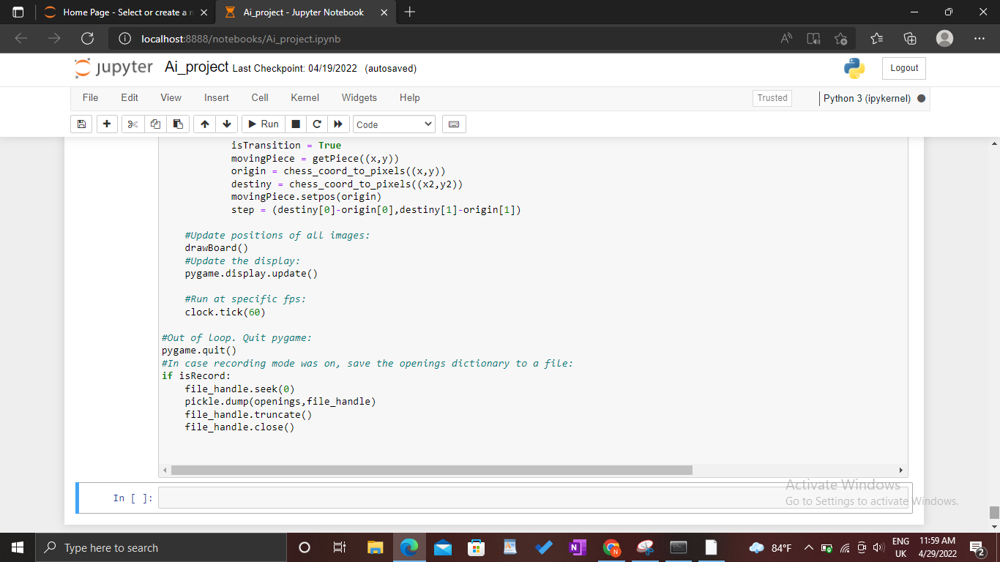 Home Page - Select or create a n
Ai_project - Jupyter Notebook
localhost:8888/notebooks/Ai_project.ipynb
jupyter Ai_project Last Checkpoint: 04/19/2022 (autosaved)
Logout
File Edit View Insert Cell Kernel Widgets Help
Trusted
Python 3 (ipykernel)
Run
Code
isTransition = True
movingPiece = getPiece((x,y))
origin = chess_coord_to_pixels((x,y))
destiny = chess_coord_to_pixels((x2,y2))
movingPiece.setpos(origin)
step = (destiny[0]-origin[0],destiny[1]-origin[1])
#Update positions of all images:
drawBoard()
#Update the display:
pygame.display.update()
#Run at specific fps:
clock.tick(60)
#Out of loop. Quit pygame:
pygame.quit()
#In case recording mode was on, save the openings dictionary to a file:
if isRecord:
file_handle.seek(0)
pickle.dump(openings,file_handle)
file_handle.truncate()
file_handle.close()
In [ ]:
Activate Windows
Go to Settings to activate Windows.
Type here to search
84°F
ENG
UK
11:59 AM
4/29/2022
2